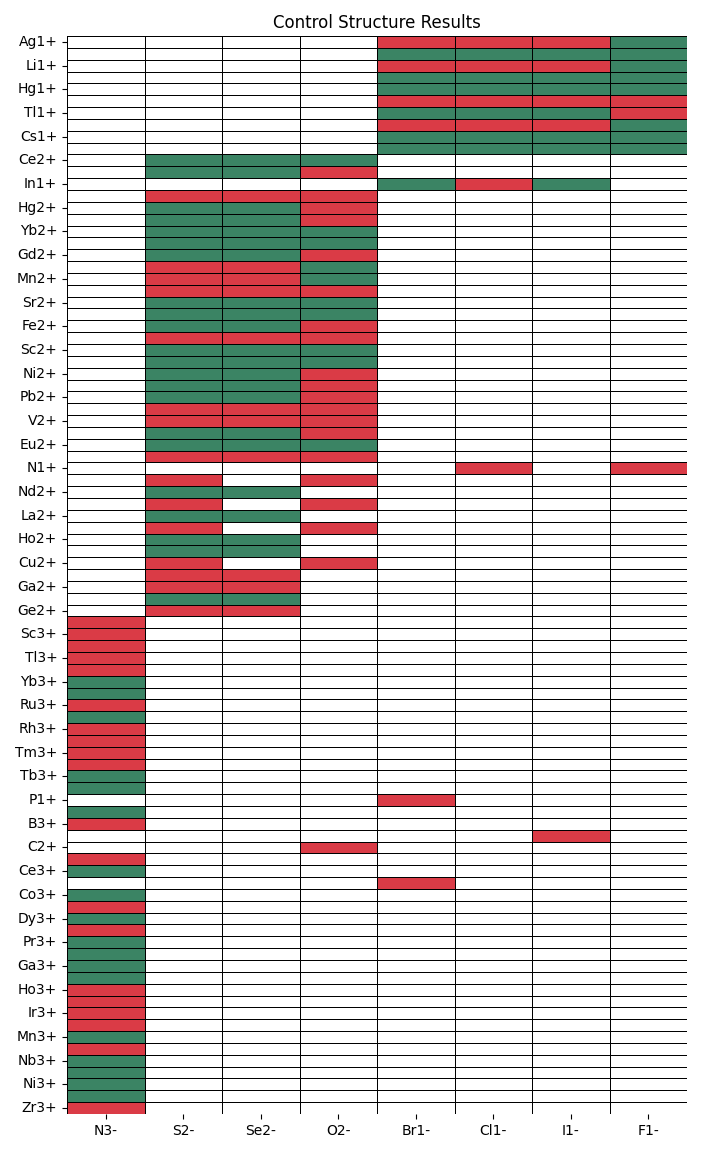 Control Structure Results
Ag1+
Li1+
Hg1+
Tl1+
Cs1+
Ce2+
In1+
Hg2+
Yb2+
Gd2+
Mn2+
Sr2+
Fe2+
Sc2+
Ni2+
Pb2+
V2+
Eu2+
N1+
Nd2+
La2+
Ho2+
Cu2+
Ga2+
Ge2+
Sc3+
Tl3+
Yb3+
Ru3+
Rh3+
Tm3+
Tb3+
P1+
B3+
C2+
Ce3+
Co3+
Dy3+
Pr3+
Ga3+
Ho3+
Ir3+
Mn3+
Nb3+
Ni3+
Zr3+
N3- S2- Se2- O2- Br1- Cl1- I1- F1-